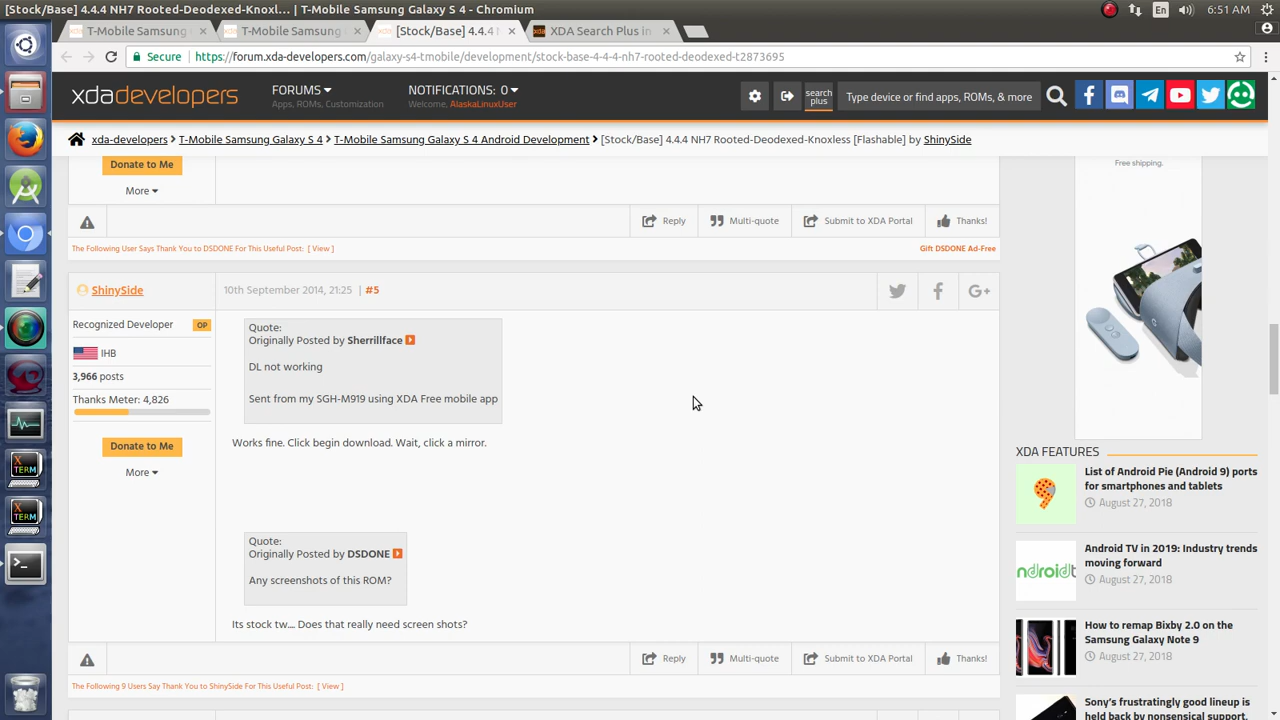 [Stock/Base] 4.4.4 NH7 Rooted-Deodexed-Knoxl... | T-Mobile Samsung Galaxy S 4 - Chromium
En
6:51 AM
T-Mobile Samsung
T-Mobile Samsung
[Stock/Base] 4.4.4
XDA Search Plus in
Secure
https://forum.xda-developers.com/galaxy-s4-tmobile/development/stock-base-4-4-4-nh7-rooted-deodexed-t2873695
xdadevelopers
FORUMS
Apps, ROMs, Customization
NOTIFICATIONS: 0
Welcome, AlaskaLinuxUser
search
plus
Type device or find apps, ROMs, & more
xda-developers
T-Mobile Samsung Galaxy S 4
T-Mobile Samsung Galaxy S 4 Android Development
[Stock/Base] 4.4.4 NH7 Rooted-Deodexed-Knoxless [Flashable] by ShinySide
Donate to Me
More
Reply
Multi-quote
Submit to XDA Portal
Thanks!
The Following User Says Thank You to DSDONE For This Useful Post: [ View ]
Gift DSDONE Ad-Free
ShinySide
10th September 2014, 21:25 | #5
G+
Recognized Developer
OP
IHB
3,966 posts
Thanks Meter: 4,826
Donate to Me
More
Quote:
Originally Posted by Sherrillface
DL not working
Sent from my SGH-M919 using XDA Free mobile app
Works fine. Click begin download. Wait, click a mirror.
Quote:
Originally Posted by DSDONE
Any screenshots of this ROM?
Its stock tw.... Does that really need screen shots?
Reply
Multi-quote
Submit to XDA Portal
Thanks!
The Following 9 Users Say Thank You to ShinySide For This Useful Post: [ View ]
Free shipping.
XDA FEATURES
List of Android Pie (Android 9) ports
for smartphones and tablets
August 27, 2018
Android TV in 2019: Industry trends
moving forward
August 27, 2018
How to remap Bixby 2.0 on the
Samsung Galaxy Note 9
August 27, 2018
Sony's frustratingly good lineup is
held back by nonsensical support,
X
TERM
X
TERM